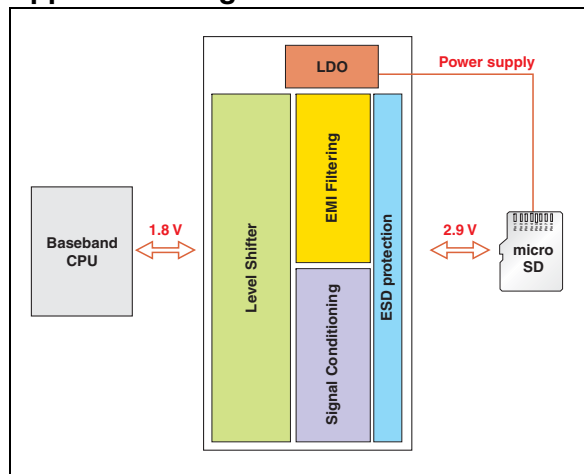 LDO
Power supply
EMI Filtering
Level Shifter
Signal Conditioning
ESD protection
Baseband
CPU
1.8 V
2.9 V
micro
SD